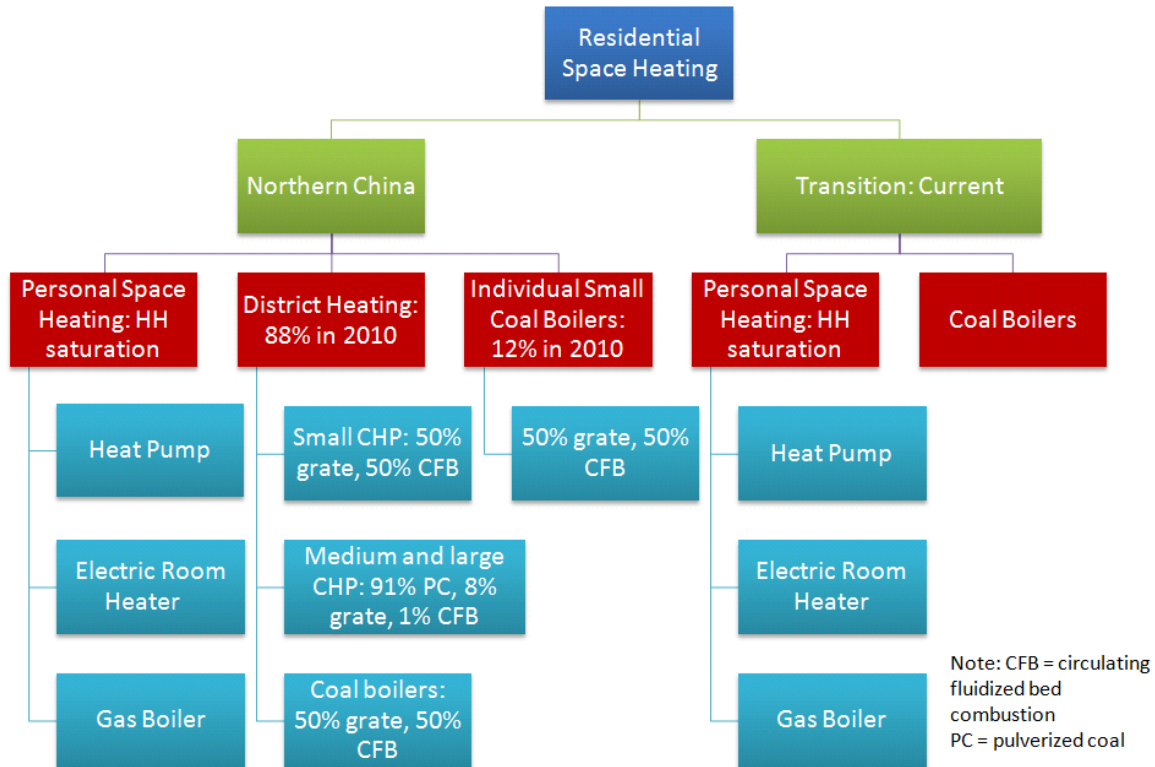 Residential
Space Heating
Northern China
Transition: Current
Personal Space
Heating: HH
saturation
District Heating:
88% in 2010
Individual Small
Coal Boilers:
12% in 2010
Personal Space
Heating: HH
saturation
Coal Boilers
Heat Pump
Small CHP: 50%
grate, 50% CFB
50% grate, 50%
CFB
Heat Pump
Electric Room
Heater
Medium and large
CHP: 91% PC, 8%
grate, 1% CFB
Electric Room
Heater
Gas Boiler
Coal boilers:
50% grate, 50%
CFB
Gas Boiler
Note: CFB = circulating
fluidized bed
combustion
PC = pulverized coal